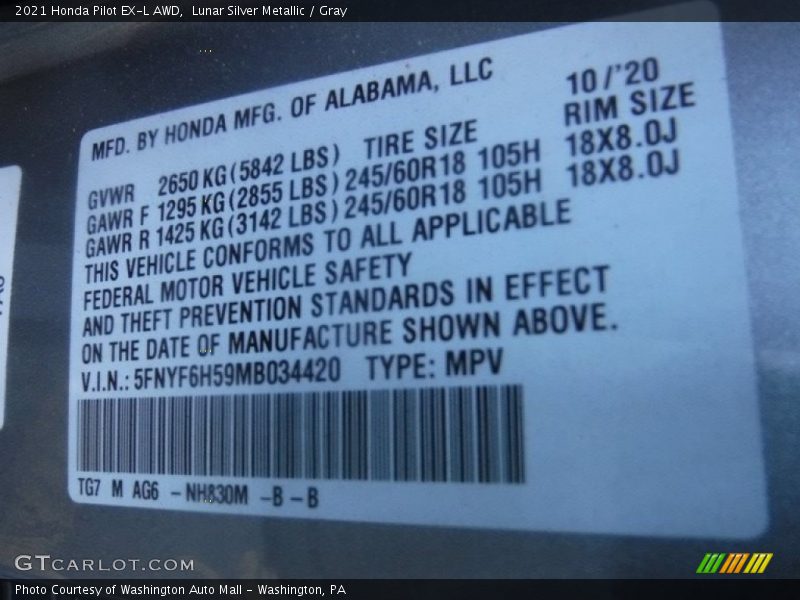 2021 Honda Pilot EX-L AWD,  Lunar Silver Metallic / Gray
MFD. BY HONDA MFG. OF ALABAMA, LLC 10/'20
GVWR 2650 KG (5842 LBS) TIRE SIZE RIM SIZE
GAWR F 1295 KG (2855 LBS) 245/60R18 105H 18X8.0J
GAWR R 1425 KG (3142 LBS) 245/60R18 105H 18X8.0J
THIS VEHICLE CONFORMS TO ALL APPLICABLE
FEDERAL MOTOR VEHICLE SAFETY
AND THEFT PREVENTION STANDARDS IN EFFECT
ON THE DATE OF MANUFACTURE SHOWN ABOVE.
V.I.N.: 5FNYF6H59MB034420 TYPE: MPV
TG7 M AG6 -NH830M -B-B
GTCARLOT.COM
Photo Courtesy of Washington Auto Mall - Washington, PA